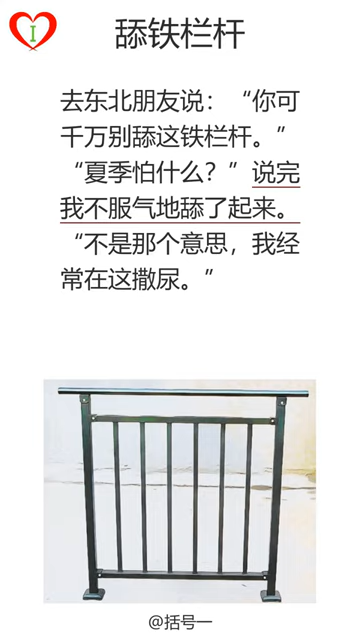 I
舔铁栏杆
去东北朋友说：“你可
千万别舔这铁栏杆。”
“夏季怕什么？”说完
我不服气地舔了起来。
“不是那个意思，我经
常在这撒尿。”
@括号一